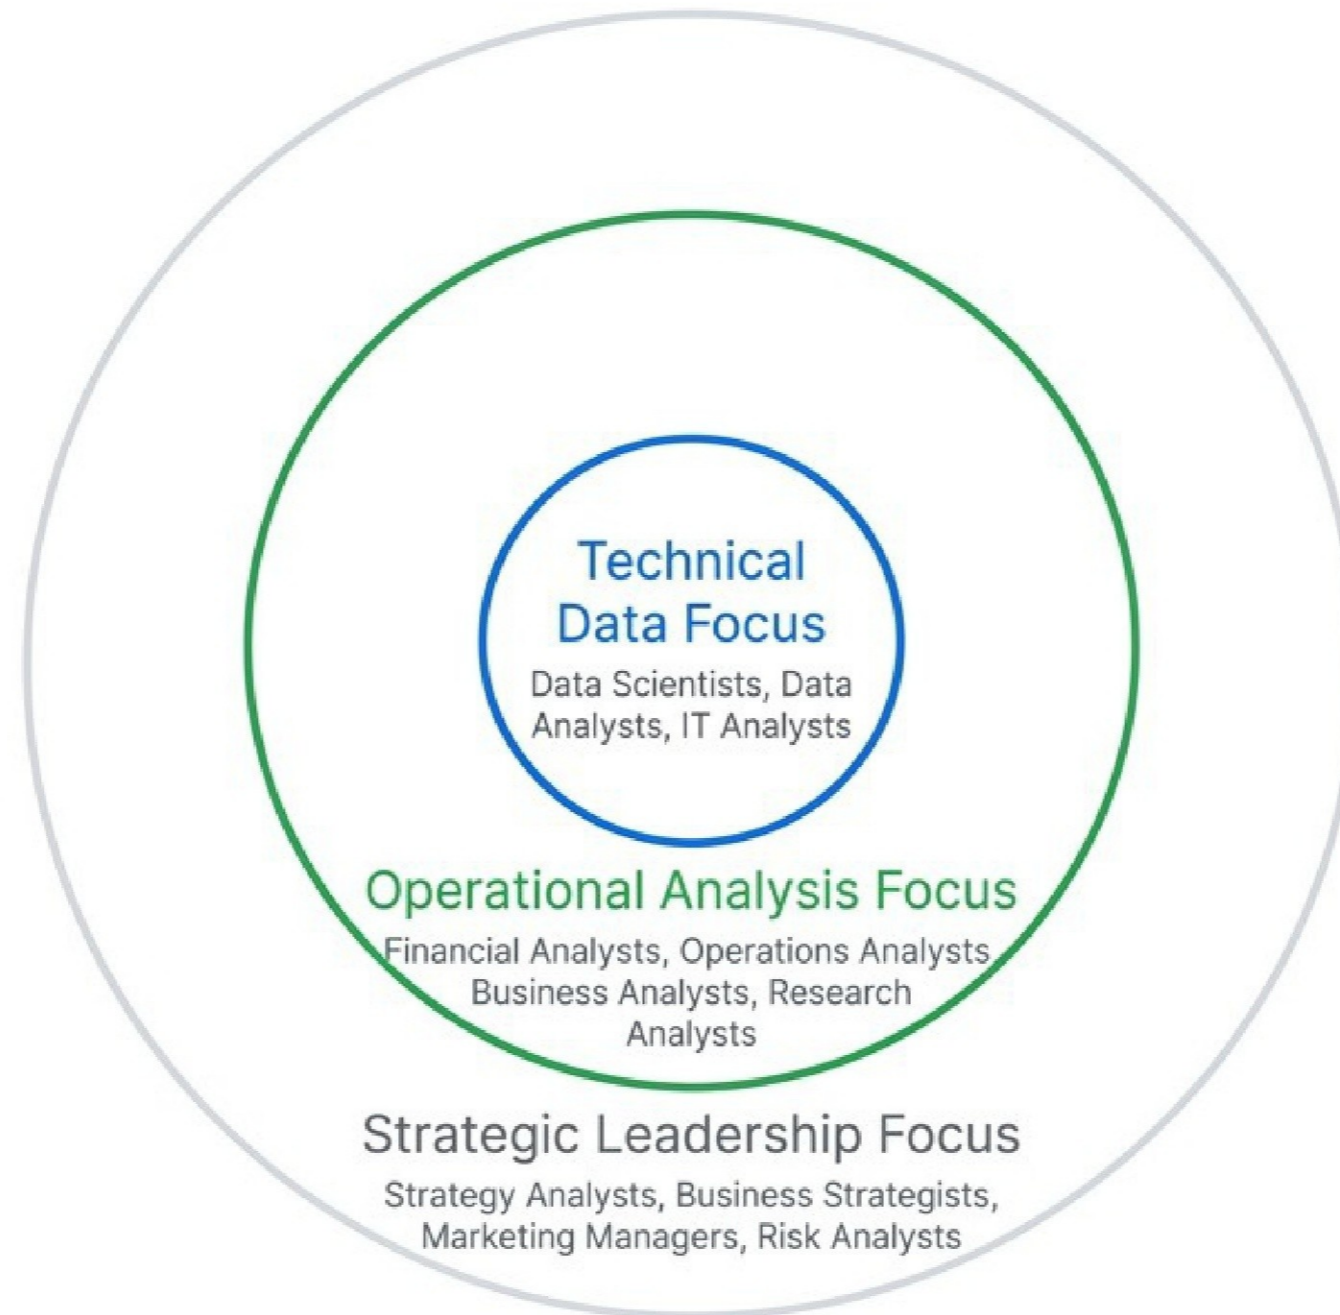 Technical
Data Focus
Data Scientists, Data
Analysts, IT Analysts
Operational Analysis Focus
Financial Analysts, Operations Analysts
Business Analysts, Research
Analysts
Strategic Leadership Focus
Strategy Analysts, Business Strategists,
Marketing Managers, Risk Analysts